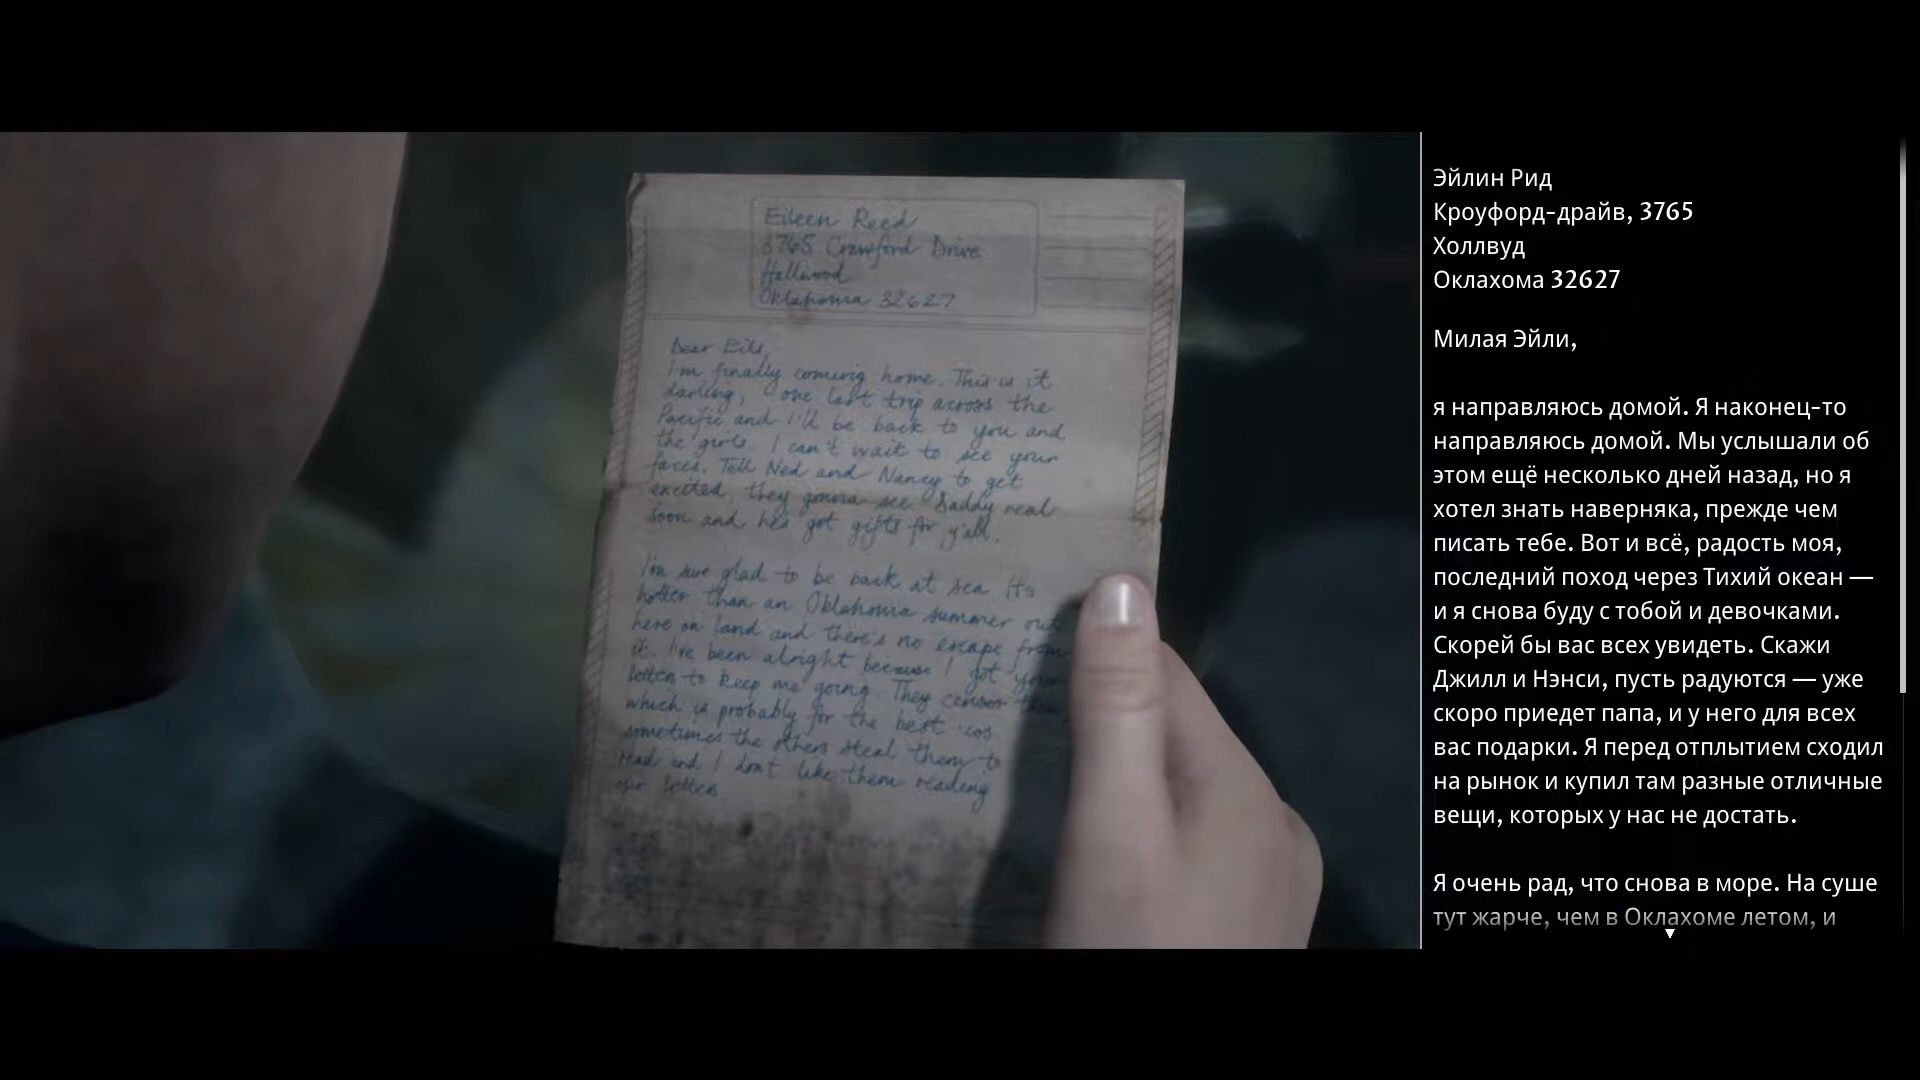 Eileen Reed
3765 Crawford Drive
Hallwood
Oklahoma 32627
Dear Eile,
I'm finally coming home. This is it
darling, one last trip across the
Pacific and I'll be back to you and
the girls. I can't wait to see your
faces. Tell Ned and Nancy to get
excited, they gonna see Daddy real
soon and he's got gifts for y'all.
I'm sure glad to be back at sea. It's
hotter than an Oklahoma summer out
here on land and there's no escape from
it. I've been alright because I got your
letters to keep me going. They censor
which is probably for the best 'cos
sometimes the others steal them to
read and I don't like them reading
our letters.
Эйлин Рид
Кроуфорд-драйв, 3765
Холлвуд
Оклахома 32627
Милая Эйли,
я направляюсь домой. Я наконец-то
направляюсь домой. Мы услышали об
этом ещё несколько дней назад, но я
хотел знать наверняка, прежде чем
писать тебе. Вот и всё, радость моя,
последний поход через Тихий океан —
и я снова буду с тобой и девочками.
Скорей бы вас всех увидеть. Скажи
Джилл и Нэнси, пусть радуются — уже
скоро приедет папа, и у него для всех
вас подарки. Я перед отплытием сходил
на рынок и купил там разные отличные
вещи, которых у нас не достать.
Я очень рад, что снова в море. На суше
тут жарче, чем в Оклахоме летом, и